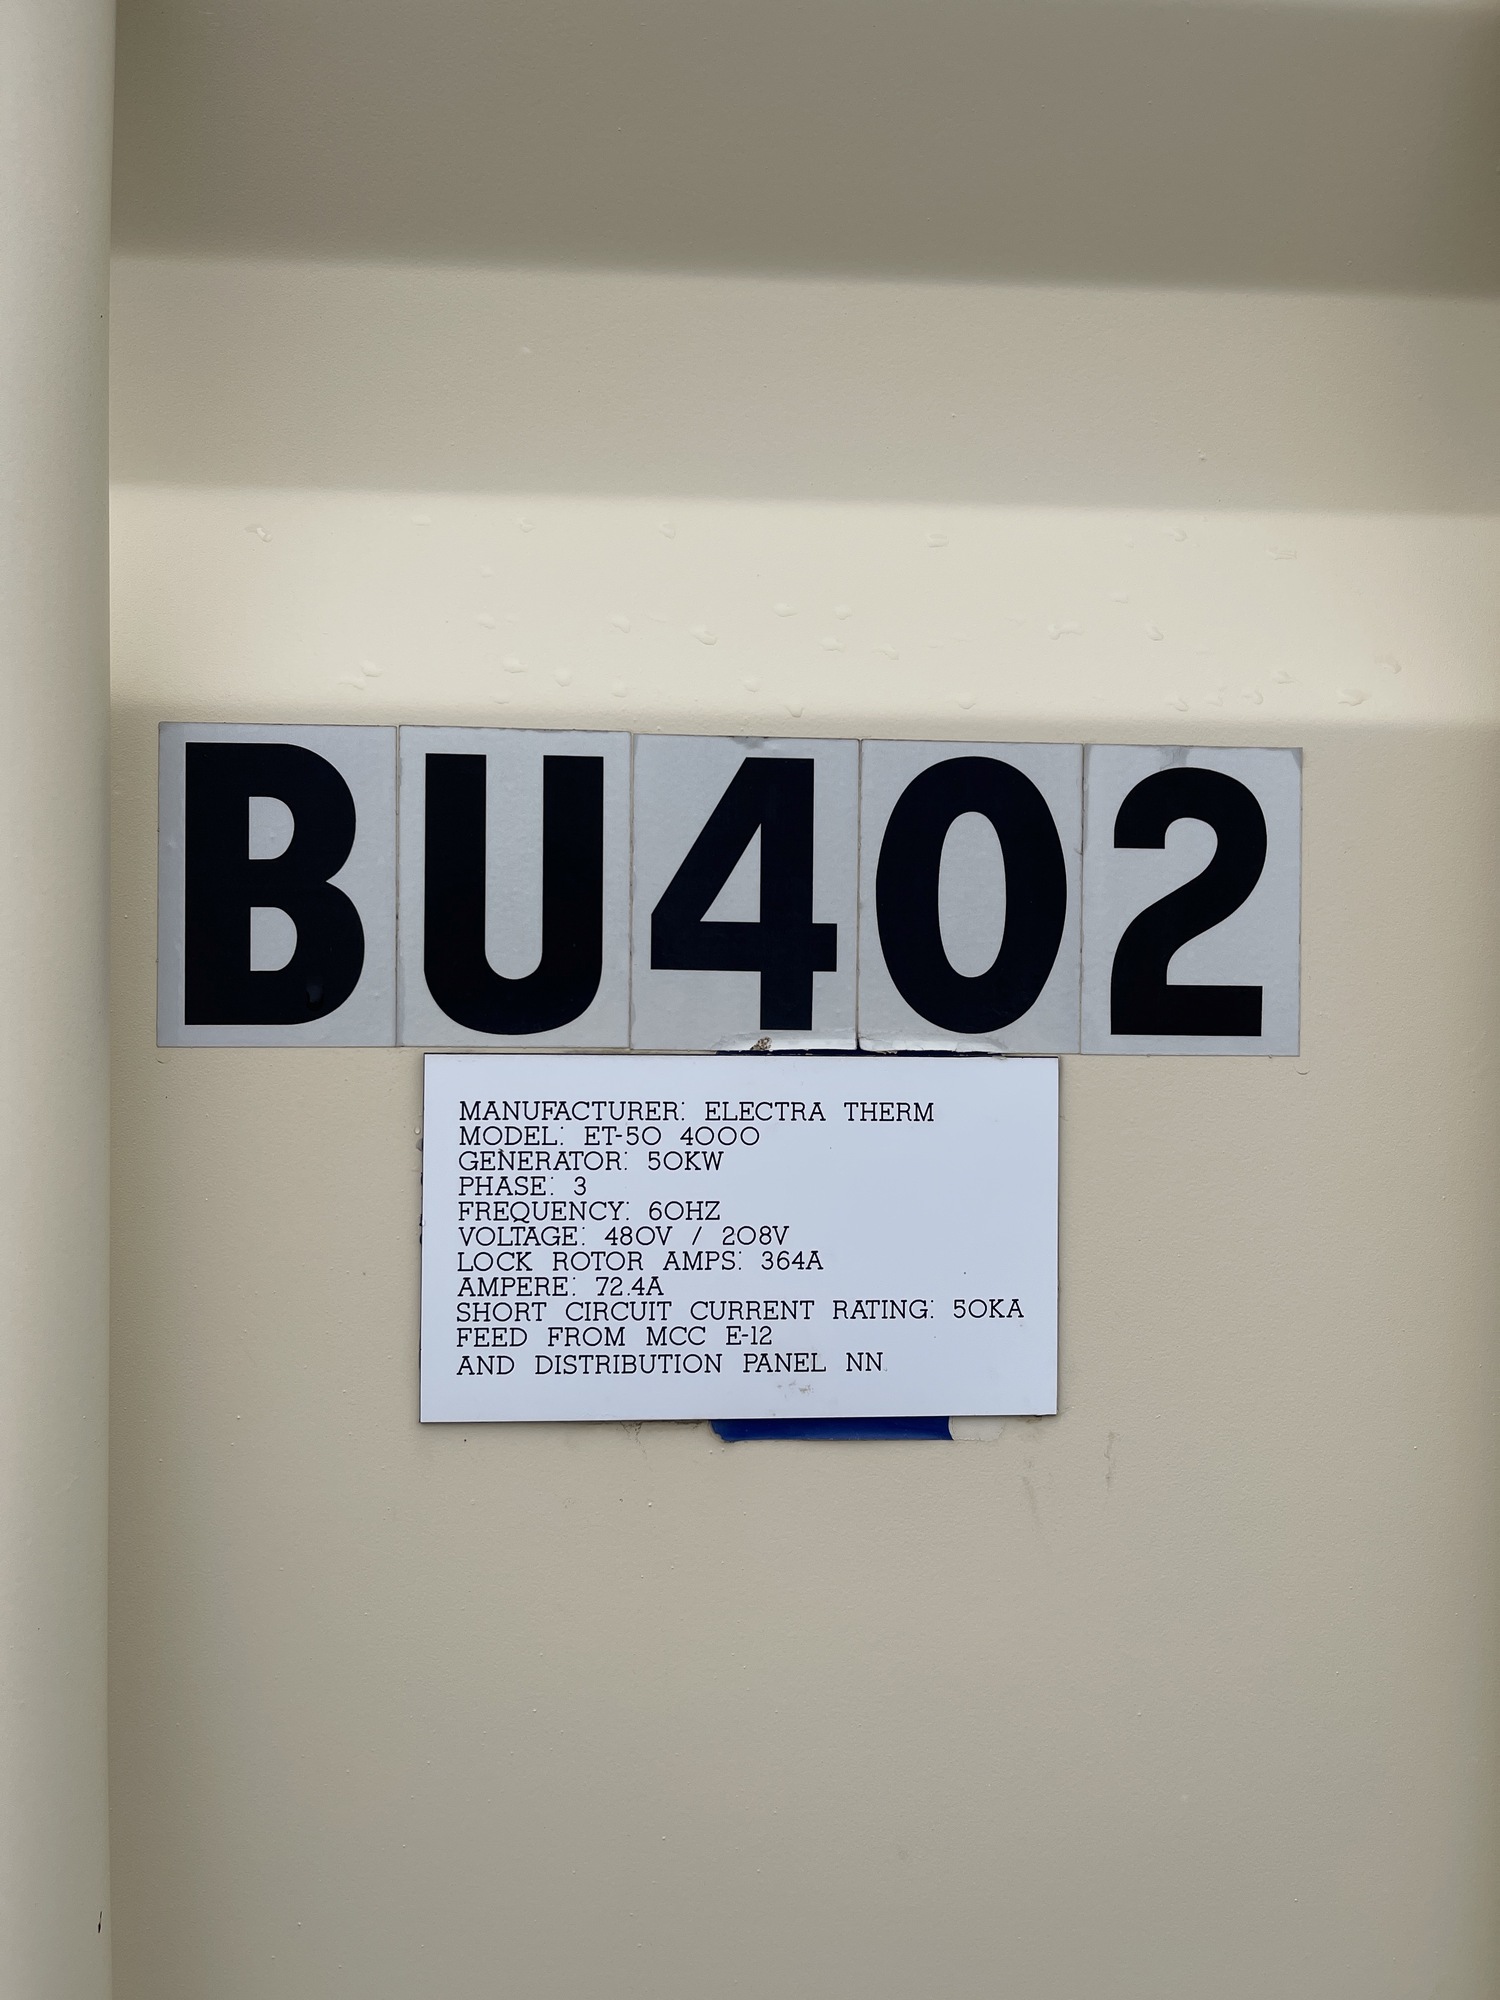 BU402
MANUFACTURER: ELECTRA THERM
MODEL: ET-50 4000
GENERATOR: 50KW
PHASE: 3
FREQUENCY: 60HZ
VOLTAGE: 480V / 208V
LOCK ROTOR AMPS: 364A
AMPERE: 72.4A
SHORT CIRCUIT CURRENT RATING: 50KA
FEED FROM MCC E-12
AND DISTRIBUTION PANEL NN